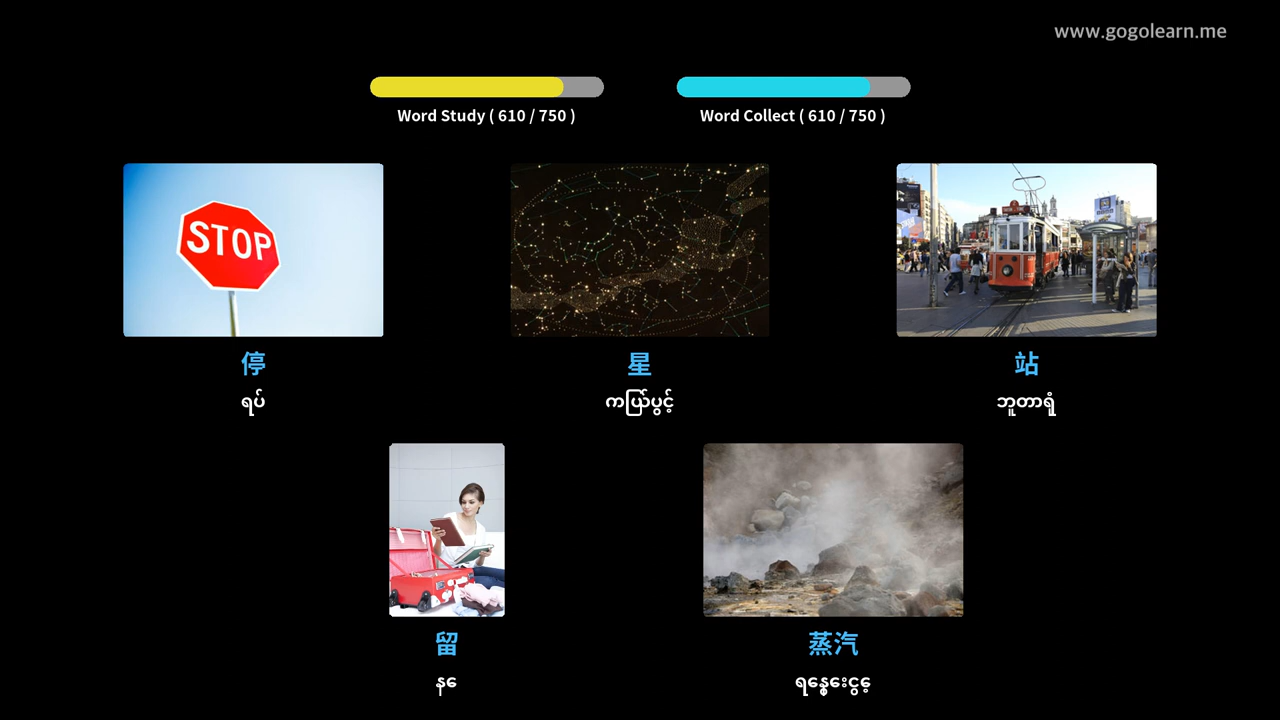 www.gogolearn.me
Word Study ( 610 / 750 )
Word Collect ( 610 / 750 )
STOP
停
ရပ်
星
ကယြ်ပွင့်
站
ဘူတာရုံ
留
နေ
蒸汽
ရေနွေးငွေ့